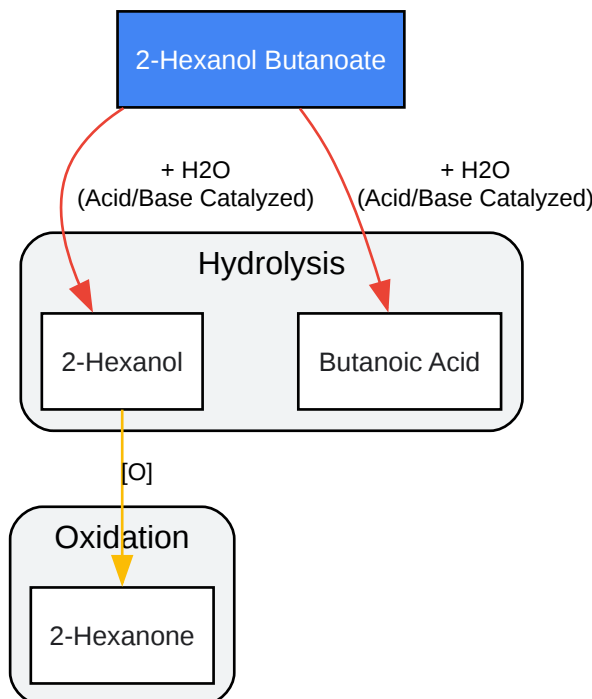 2-Hexanol Butanoate
+ H2O
(Acid/Base Catalyzed)
+ H2O
(Acid/Base Catalyzed)
Hydrolysis
2-Hexanol
Butanoic Acid
[O]
Oxidation
2-Hexanone